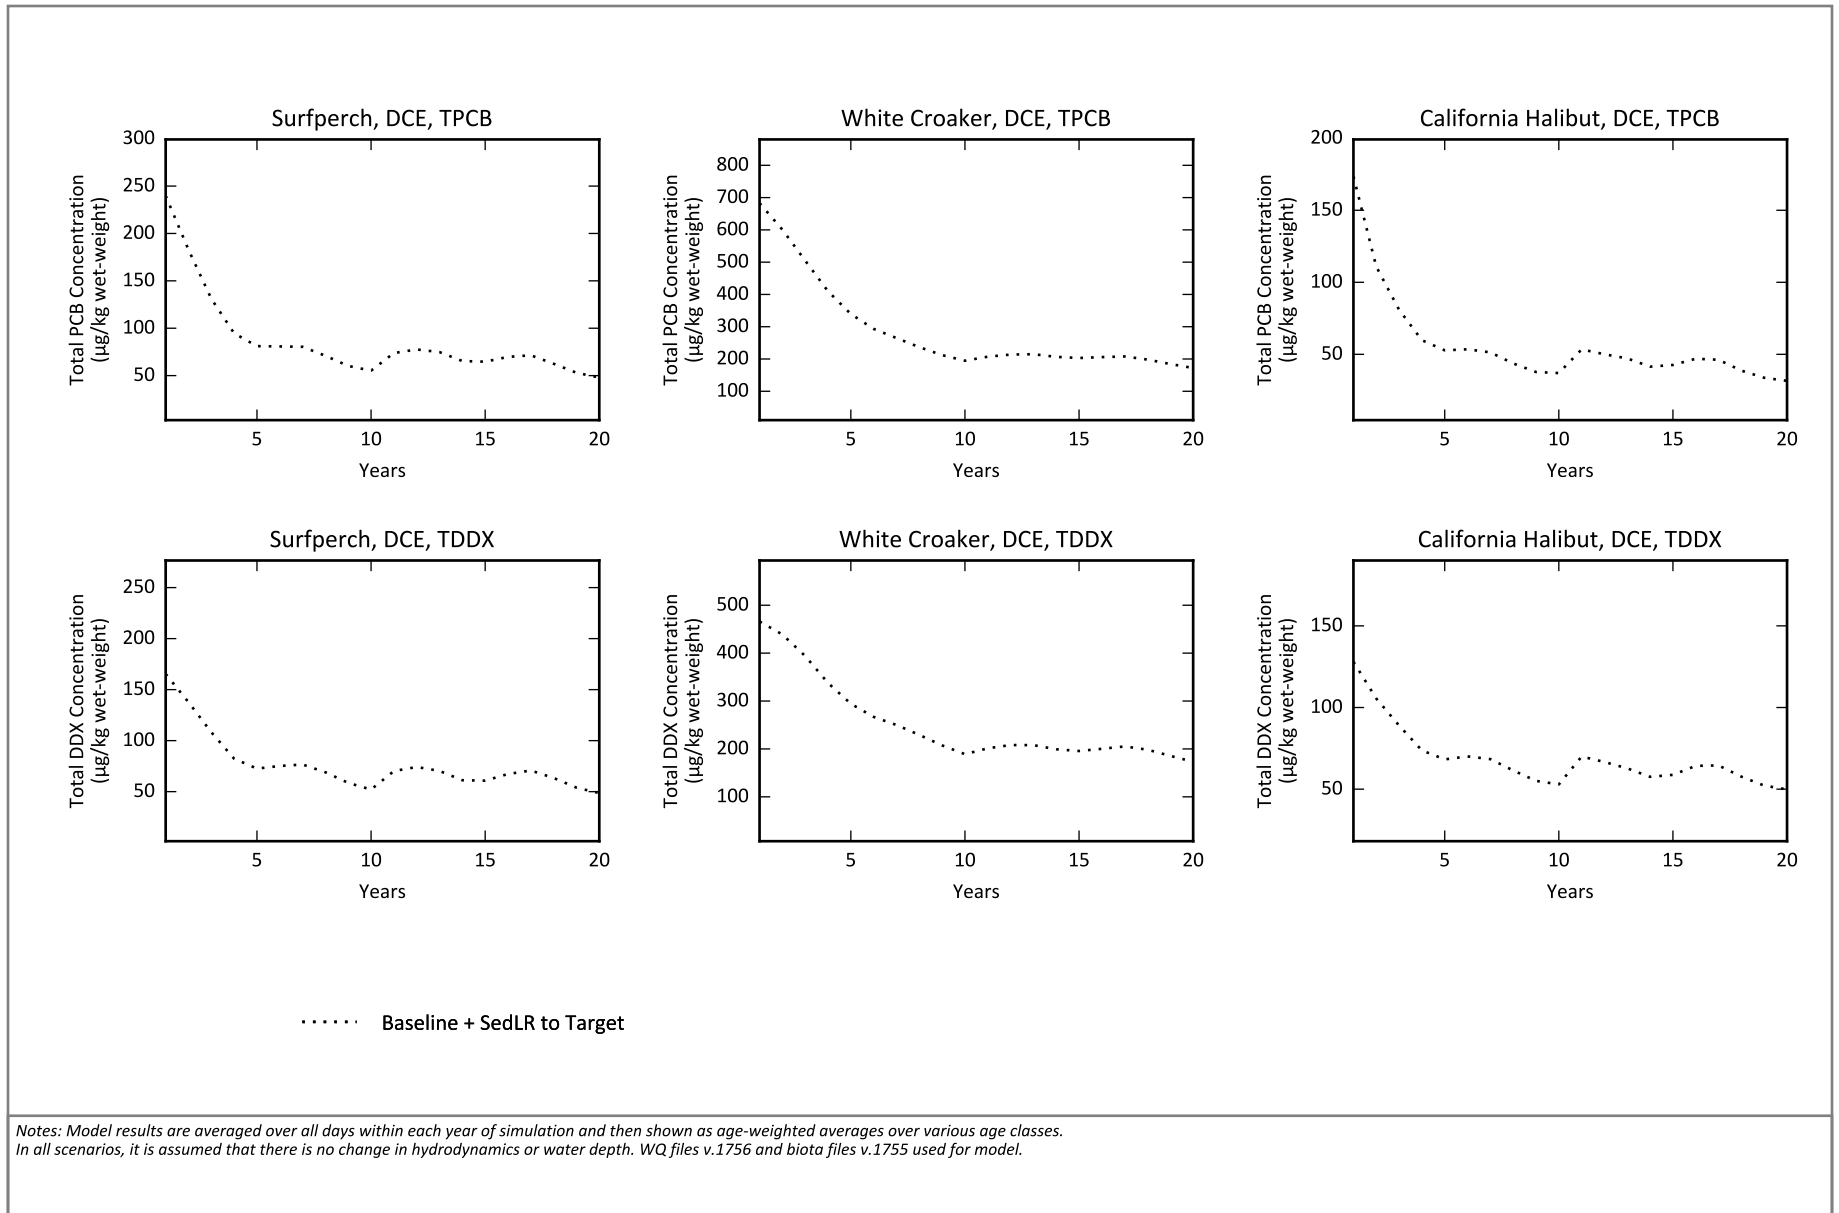 Surfperch, DCE, TPCB
300
250
200
150
100
50
Total PCB Concentration
(µg/kg wet-weight)
5 10 15 20
Years
White Croaker, DCE, TPCB
800
700
600
500
400
300
200
100
Total PCB Concentration
(µg/kg wet-weight)
5 10 15 20
Years
California Halibut, DCE, TPCB
200
150
100
50
Total PCB Concentration
(µg/kg wet-weight)
5 10 15 20
Years
Surfperch, DCE, TDDX
250
200
150
100
50
Total DDX Concentration
(µg/kg wet-weight)
5 10 15 20
Years
White Croaker, DCE, TDDX
500
400
300
200
100
Total DDX Concentration
(µg/kg wet-weight)
5 10 15 20
Years
California Halibut, DCE, TDDX
150
100
50
Total DDX Concentration
(µg/kg wet-weight)
5 10 15 20
Years
Baseline + SedLR to Target
Notes: Model results are averaged over all days within each year of simulation and then shown as age-weighted averages over various age classes.
In all scenarios, it is assumed that there is no change in hydrodynamics or water depth. WQ files v.1756 and biota files v.1755 used for model.